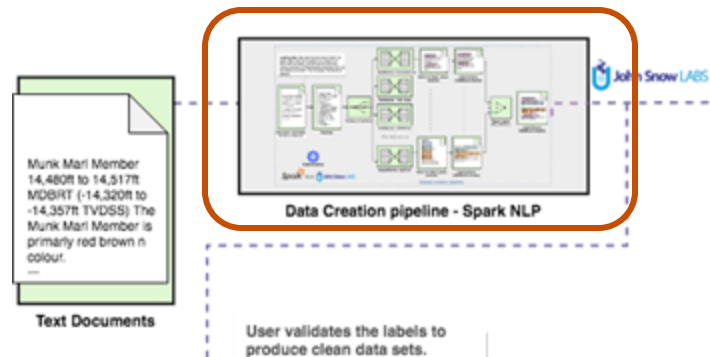 John Snow LABS
Munk Marl Member
14,480ft to 14,517ft
MDBRT (-14,320ft to
-14,357ft TVDSS) The
Munk Marl Member is
primarly red brown n
colour.
---
Spark
Data Creation pipeline - Spark NLP
Text Documents
User validates the labels to
produce clean data sets.